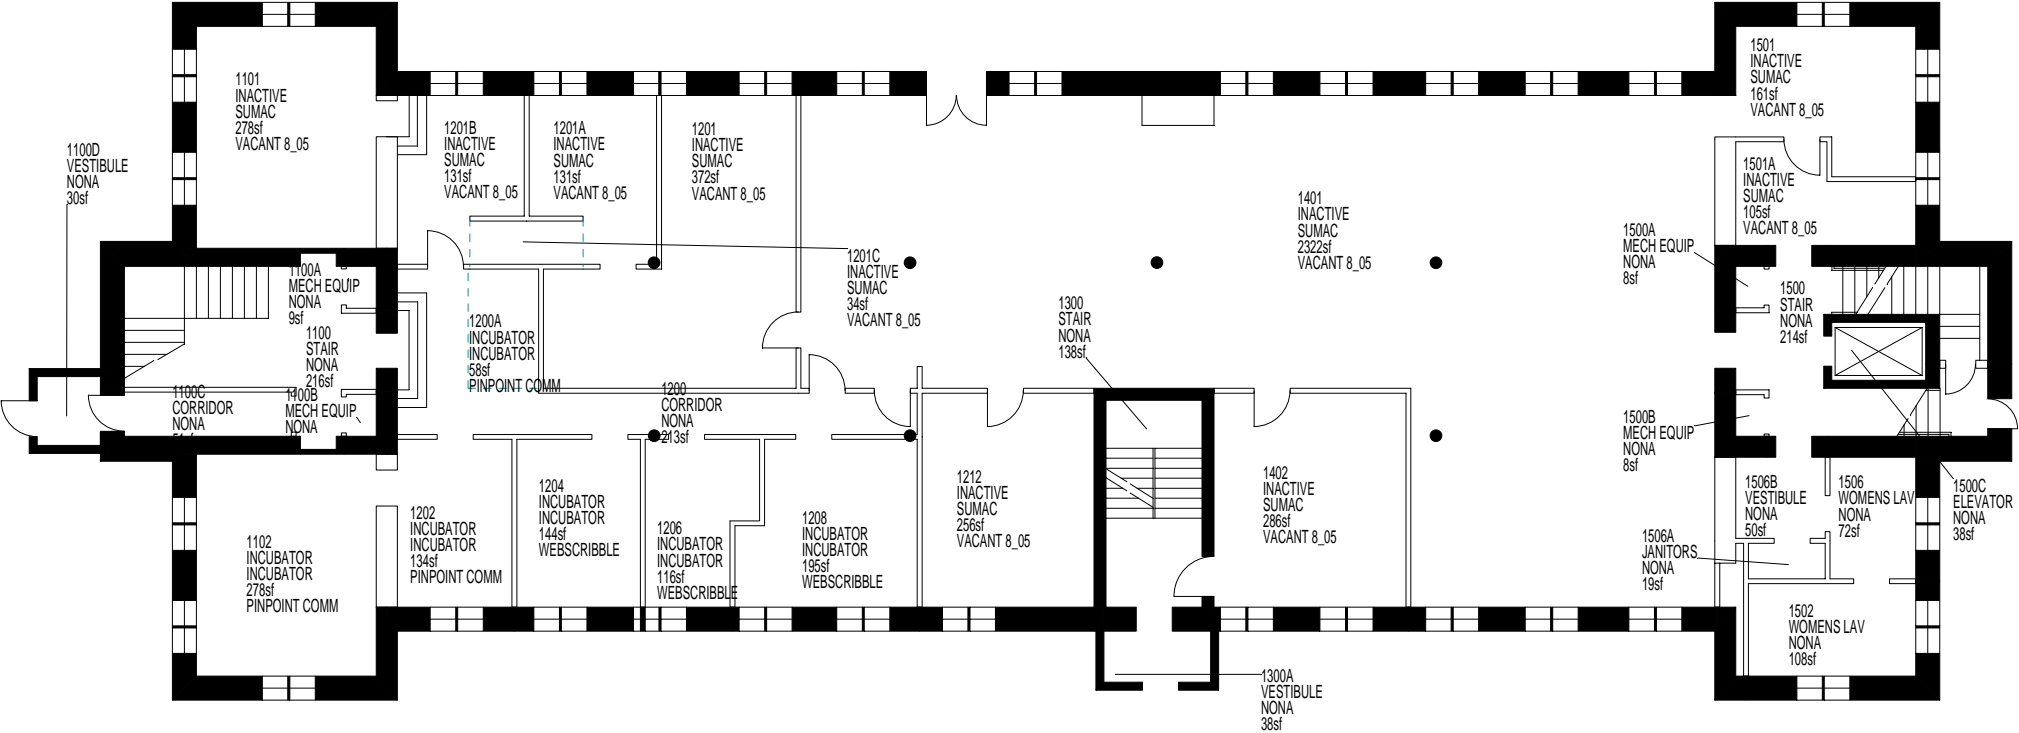 1101
INACTIVE
SUMAC
278sf
VACANT 8_05
1100D
VESTIBULE
NONA
30sf
1201B
INACTIVE
SUMAC
131sf
VACANT 8_05
1201A
INACTIVE
SUMAC
131sf
VACANT 8_05
1201
INACTIVE
SUMAC
372sf
VACANT 8_05
1201C
INACTIVE
SUMAC
34sf
VACANT 8_05
1401
INACTIVE
SUMAC
2322sf
VACANT 8_05
1501
INACTIVE
SUMAC
161sf
VACANT 8_05
1501A
INACTIVE
SUMAC
105sf
VACANT 8_05
1500A
MECH EQUIP
NONA
8sf
1500
STAIR
NONA
214sf
1100A
MECH EQUIP
NONA
9sf
1100
STAIR
NONA
216sf
1100B
MECH EQUIP
NONA
1100C
CORRIDOR
NONA
51sf
1200A
INCUBATOR
INCUBATOR
58sf
PINPOINT COMM
1200
CORRIDOR
NONA
213sf
1300
STAIR
NONA
138sf
1500B
MECH EQUIP
NONA
8sf
1102
INCUBATOR
INCUBATOR
278sf
PINPOINT COMM
1202
INCUBATOR
INCUBATOR
134sf
PINPOINT COMM
1204
INCUBATOR
INCUBATOR
144sf
WEBSCRIBBLE
1206
INCUBATOR
INCUBATOR
116sf
WEBSCRIBBLE
1208
INCUBATOR
INCUBATOR
195sf
WEBSCRIBBLE
1212
INACTIVE
SUMAC
256sf
VACANT 8_05
1402
INACTIVE
SUMAC
286sf
VACANT 8_05
1506B
VESTIBULE
NONA
50sf
1506
WOMENS LAV
NONA
72sf
1500C
ELEVATOR
NONA
38sf
1506A
JANITORS
NONA
19sf
1502
WOMENS LAV
NONA
108sf
1300A
VESTIBULE
NONA
38sf